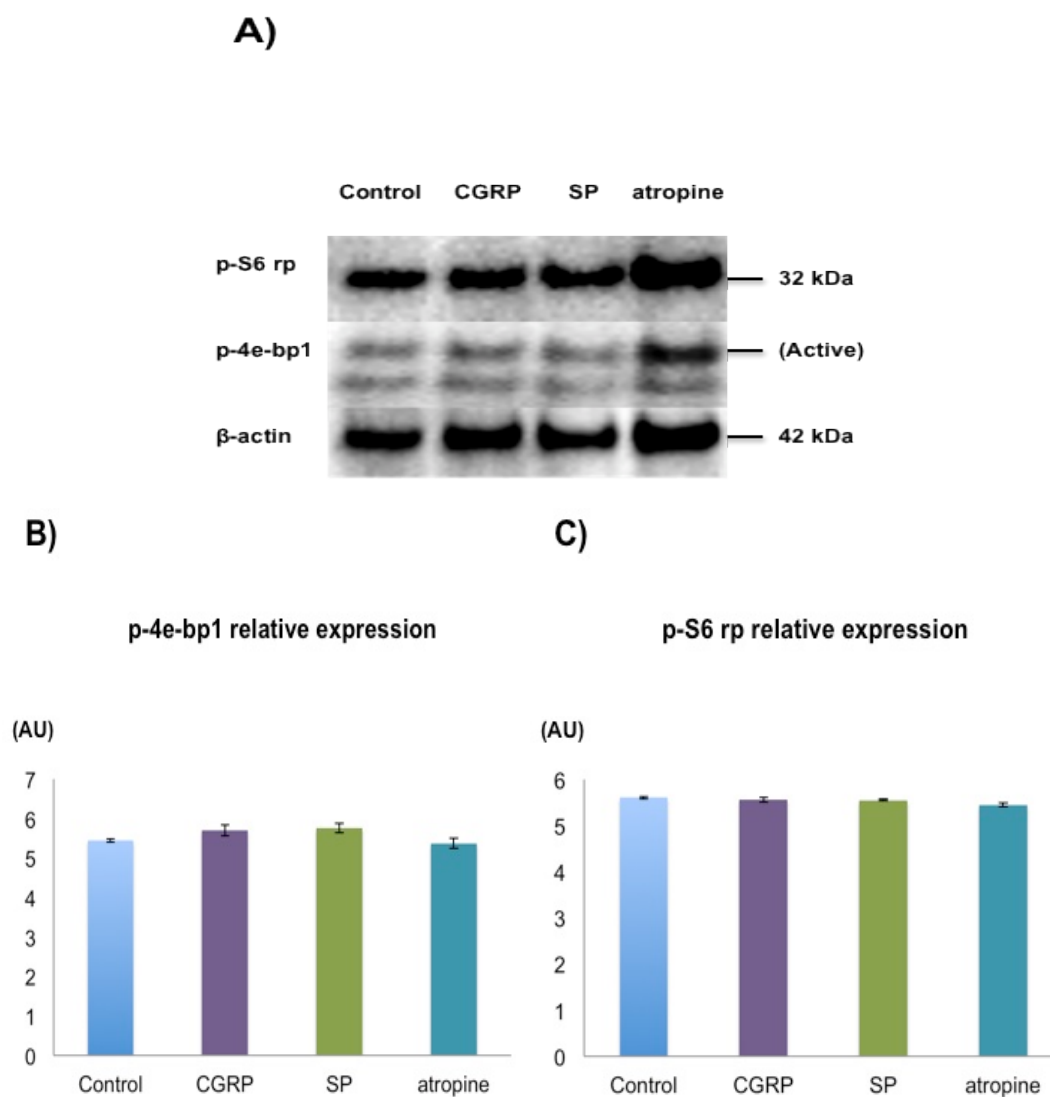 A)
Control CGRP SP atropine
p-S6 rp 32 kDa
p-4e-bp1 (Active)
β-actin 42 kDa
B) C)
p-4e-bp1 relative expression
(AU)
7
6
5
4
3
2
1
0
Control CGRP SP atropine
p-S6 rp relative expression
(AU)
6
5
4
3
2
1
0
Control CGRP SP atropine